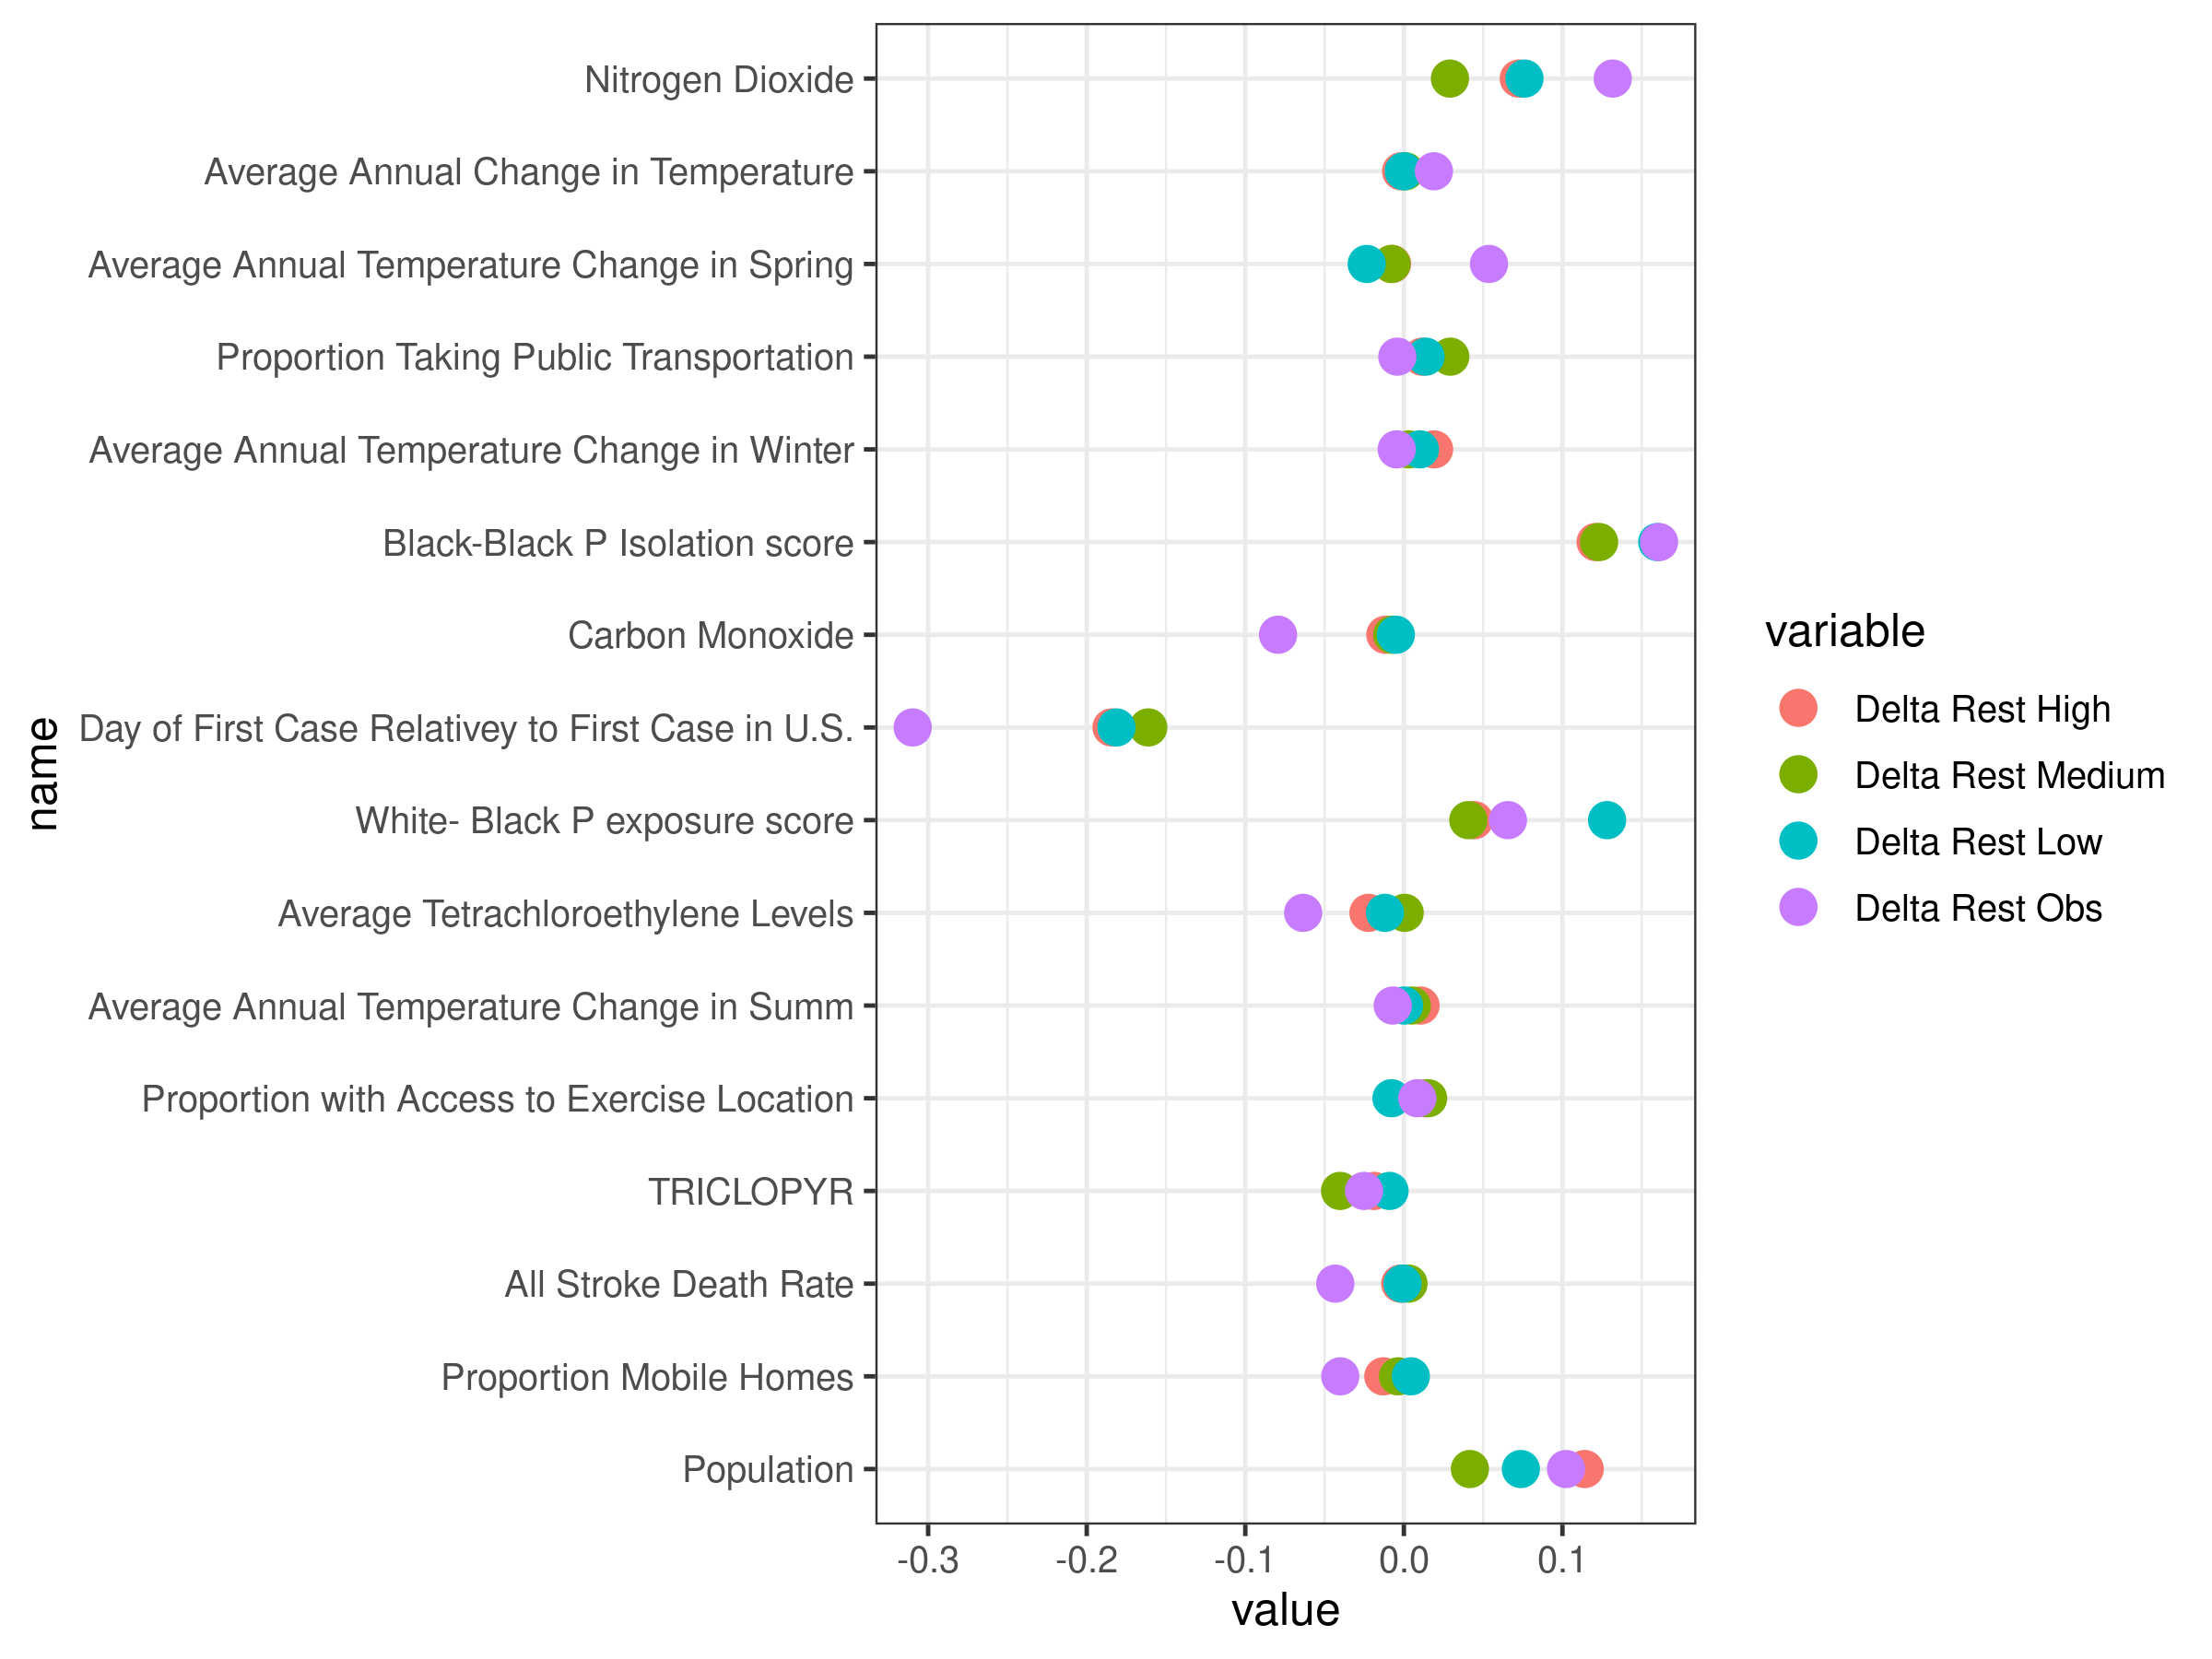 Nitrogen Dioxide
Average Annual Change in Temperature
Average Annual Temperature Change in Spring
Proportion Taking Public Transportation
Average Annual Temperature Change in Winter
Black-Black P Isolation score
Carbon Monoxide
Day of First Case Relativey to First Case in U.S.
White- Black P exposure score
Average Tetrachloroethylene Levels
Average Annual Temperature Change in Summ
Proportion with Access to Exercise Location
TRICLOPYR
All Stroke Death Rate
Proportion Mobile Homes
Population
name
-0.3 -0.2 -0.1 0.0 0.1
value
variable
Delta Rest High
Delta Rest Medium
Delta Rest Low
Delta Rest Obs